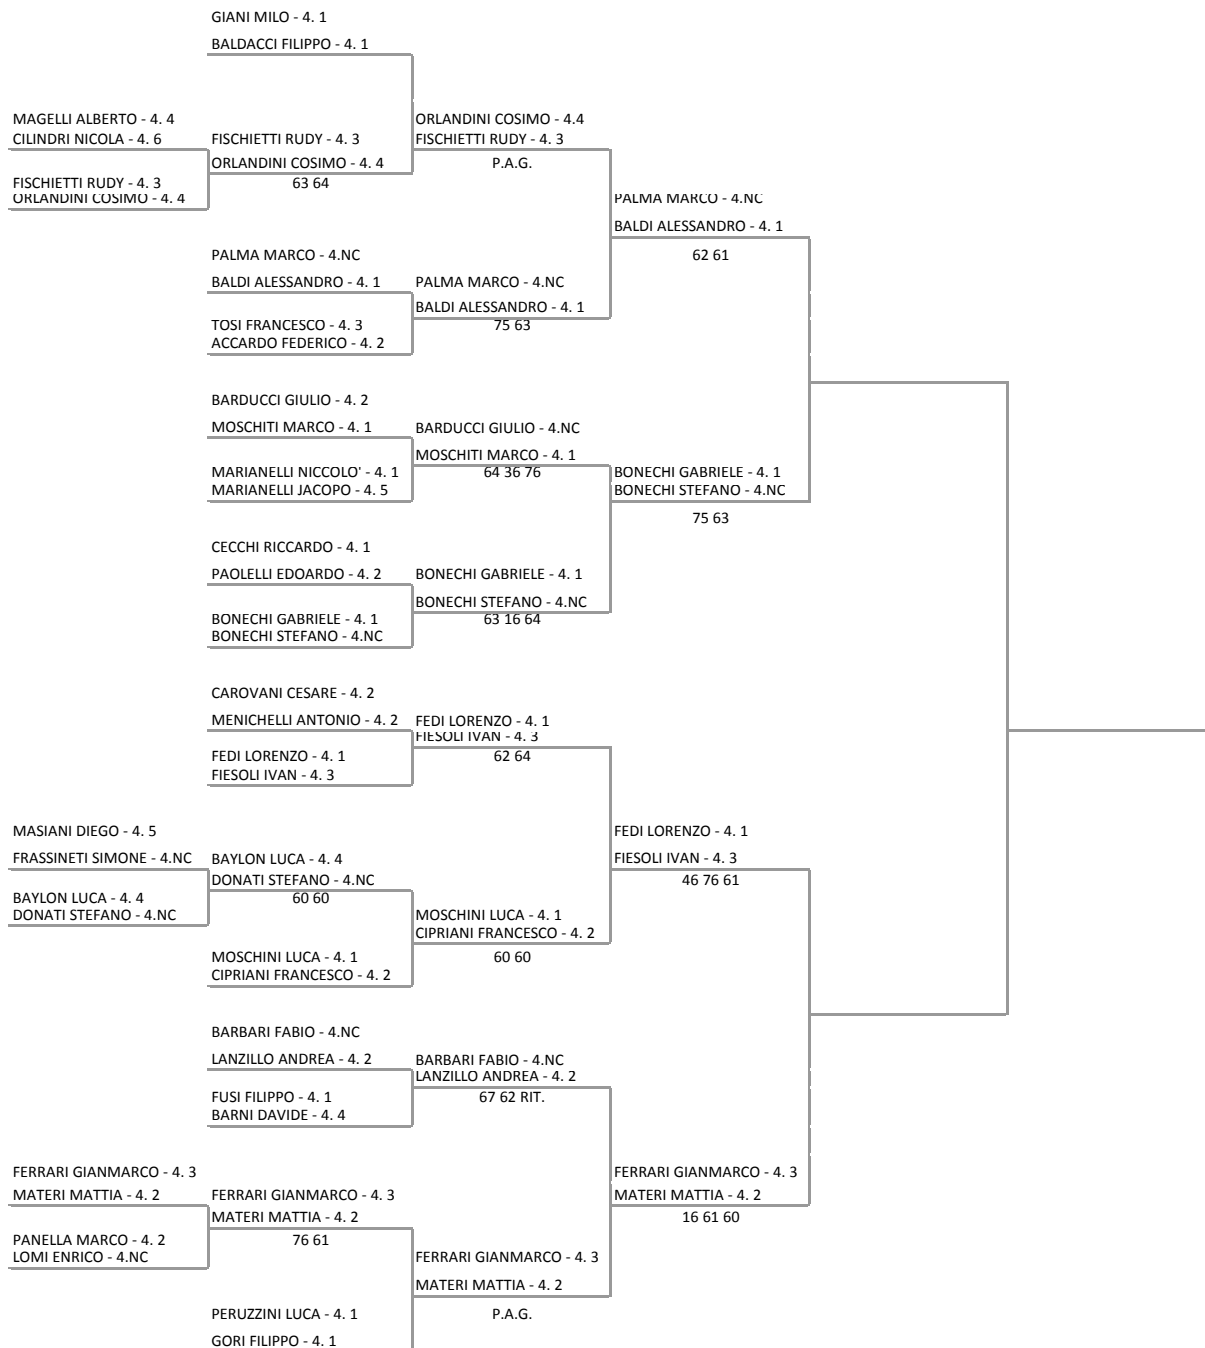 GIANI MILO - 4. 1
BALDACCI FILIPPO - 4. 1
MAGELLI ALBERTO - 4. 4
CILINDRI NICOLA - 4. 6
FISCHIETTI RUDY - 4. 3
ORLANDINI COSIMO - 4. 4
FISCHIETTI RUDY - 4. 3
ORLANDINI COSIMO - 4. 4
63 64
ORLANDINI COSIMO - 4.4
FISCHIETTI RUDY - 4. 3
P.A.G.
PALMA MARCO - 4.NC
BALDI ALESSANDRO - 4. 1
62 61
PALMA MARCO - 4.NC
BALDI ALESSANDRO - 4. 1
TOSI FRANCESCO - 4. 3
ACCARDO FEDERICO - 4. 2
PALMA MARCO - 4.NC
BALDI ALESSANDRO - 4. 1
75 63
BARDUCCI GIULIO - 4. 2
MOSCHITI MARCO - 4. 1
MARIANELLI NICCOLO' - 4. 1
MARIANELLI JACOPO - 4. 5
BARDUCCI GIULIO - 4.NC
MOSCHITI MARCO - 4. 1
64 36 76
BONECHI GABRIELE - 4. 1
BONECHI STEFANO - 4.NC
75 63
CECCHI RICCARDO - 4. 1
PAOLELLI EDOARDO - 4. 2
BONECHI GABRIELE - 4. 1
BONECHI STEFANO - 4.NC
BONECHI GABRIELE - 4. 1
BONECHI STEFANO - 4.NC
63 16 64
CAROVANI CESARE - 4. 2
MENICHELLI ANTONIO - 4. 2
FEDI LORENZO - 4. 1
FIESOLI IVAN - 4. 3
FEDI LORENZO - 4. 1
FIESOLI IVAN - 4. 3
62 64
MASIANI DIEGO - 4. 5
FRASSINETI SIMONE - 4.NC
BAYLON LUCA - 4. 4
DONATI STEFANO - 4.NC
BAYLON LUCA - 4. 4
DONATI STEFANO - 4.NC
60 60
FEDI LORENZO - 4. 1
FIESOLI IVAN - 4. 3
46 76 61
MOSCHINI LUCA - 4. 1
CIPRIANI FRANCESCO - 4. 2
MOSCHINI LUCA - 4. 1
CIPRIANI FRANCESCO - 4. 2
60 60
BARBARI FABIO - 4.NC
LANZILLO ANDREA - 4. 2
FUSI FILIPPO - 4. 1
BARNI DAVIDE - 4. 4
BARBARI FABIO - 4.NC
LANZILLO ANDREA - 4. 2
67 62 RIT.
FERRARI GIANMARCO - 4. 3
MATERI MATTIA - 4. 2
PANELLA MARCO - 4. 2
LOMI ENRICO - 4.NC
FERRARI GIANMARCO - 4. 3
MATERI MATTIA - 4. 2
76 61
FERRARI GIANMARCO - 4. 3
MATERI MATTIA - 4. 2
16 61 60
FERRARI GIANMARCO - 4. 3
MATERI MATTIA - 4. 2
P.A.G.
PERUZZINI LUCA - 4. 1
GORI FILIPPO - 4. 1